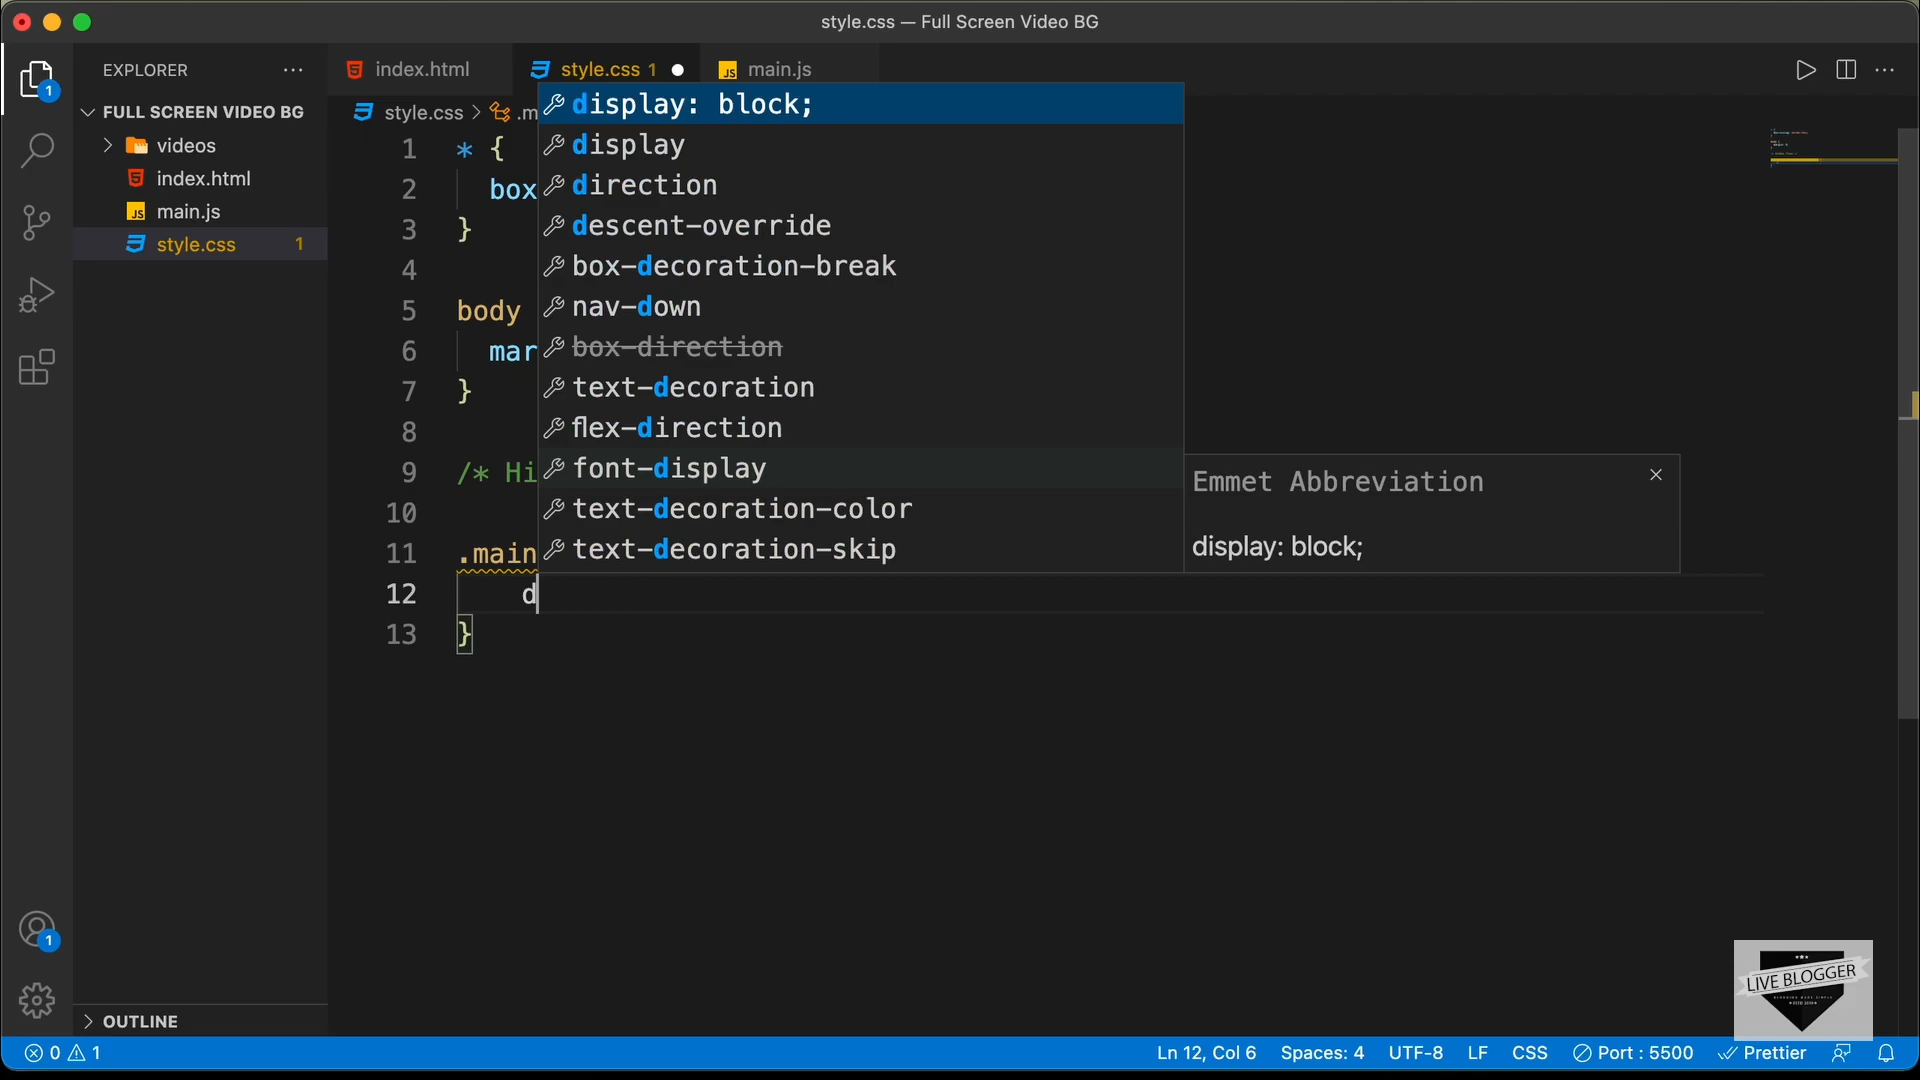 style.css — Full Screen Video BG
EXPLORER
index.html
style.css 1
main.js
1
FULL SCREEN VIDEO BG
videos
index.html
main.js
style.css 1
style.css > .m
display: block;
display
direction
descent-override
box-decoration-break
nav-down
box-direction
text-decoration
flex-direction
font-display
text-decoration-color
text-decoration-skip
Emmet Abbreviation
display: block;
1 * {
2 box
3 }
4
5 body
6 mar
7 }
8
9 /* Hi
10
11 .main
12 d
13 }
1
OUTLINE
LIVE BLOGGER
0 1
Ln 12, Col 6 Spaces: 4 UTF-8 LF CSS Port : 5500 Prettier